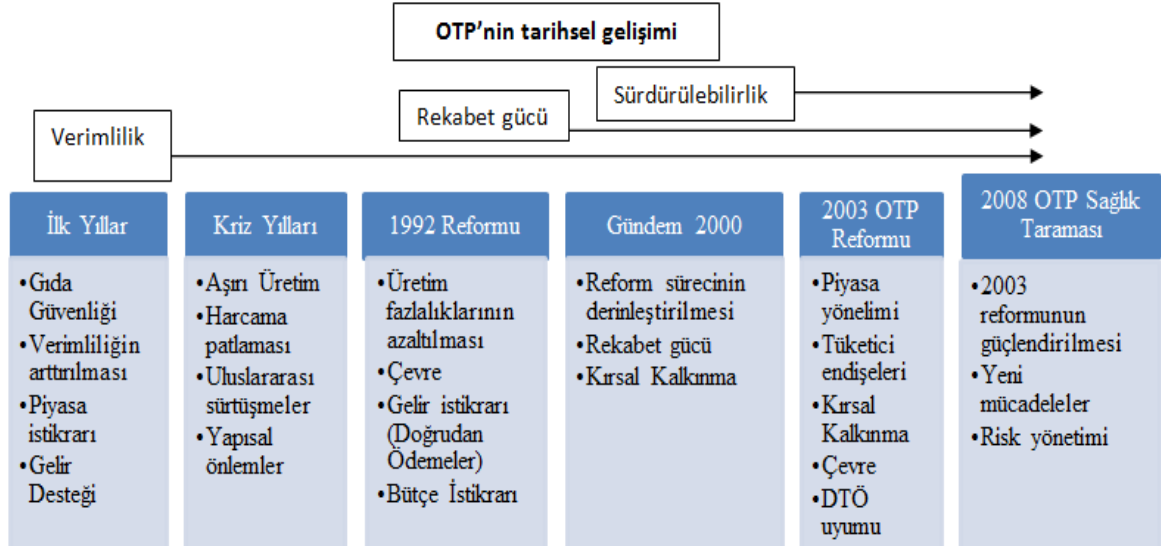 OTP’nin tarihsel gelişimi
Sürdürülebilirlik
Rekabet gücü
Verimlilik
İlk Yıllar
•Gıda
Güvenliği
•Verimliliğin
arttırılması
•Piyasa
istikrarı
•Gelir
Desteği
Kriz Yılları
•Aşırı Üretim
•Harcama
patlaması
•Uluslararası
sürtüşmeler
•Yapısal
önlemler
1992 Reformu
•Üretim
fazlalıklarının
azaltılması
•Çevre
•Gelir istikrarı
(Doğrudan
Ödemeler)
•Bütçe İstikrarı
Gündem 2000
•Reform sürecinin
derinleştirilmesi
•Rekabet gücü
•Kırsal Kalkınma
2003 OTP
Reformu
•Piyasa
yönelimi
•Tüketici
endişeleri
•Kırsal
Kalkınma
•Çevre
•DTÖ
uyumu
2008 OTP Sağlık
Taraması
•2003
reformunun
güçlendirilmesi
•Yeni
mücadeleler
•Risk yönetimi